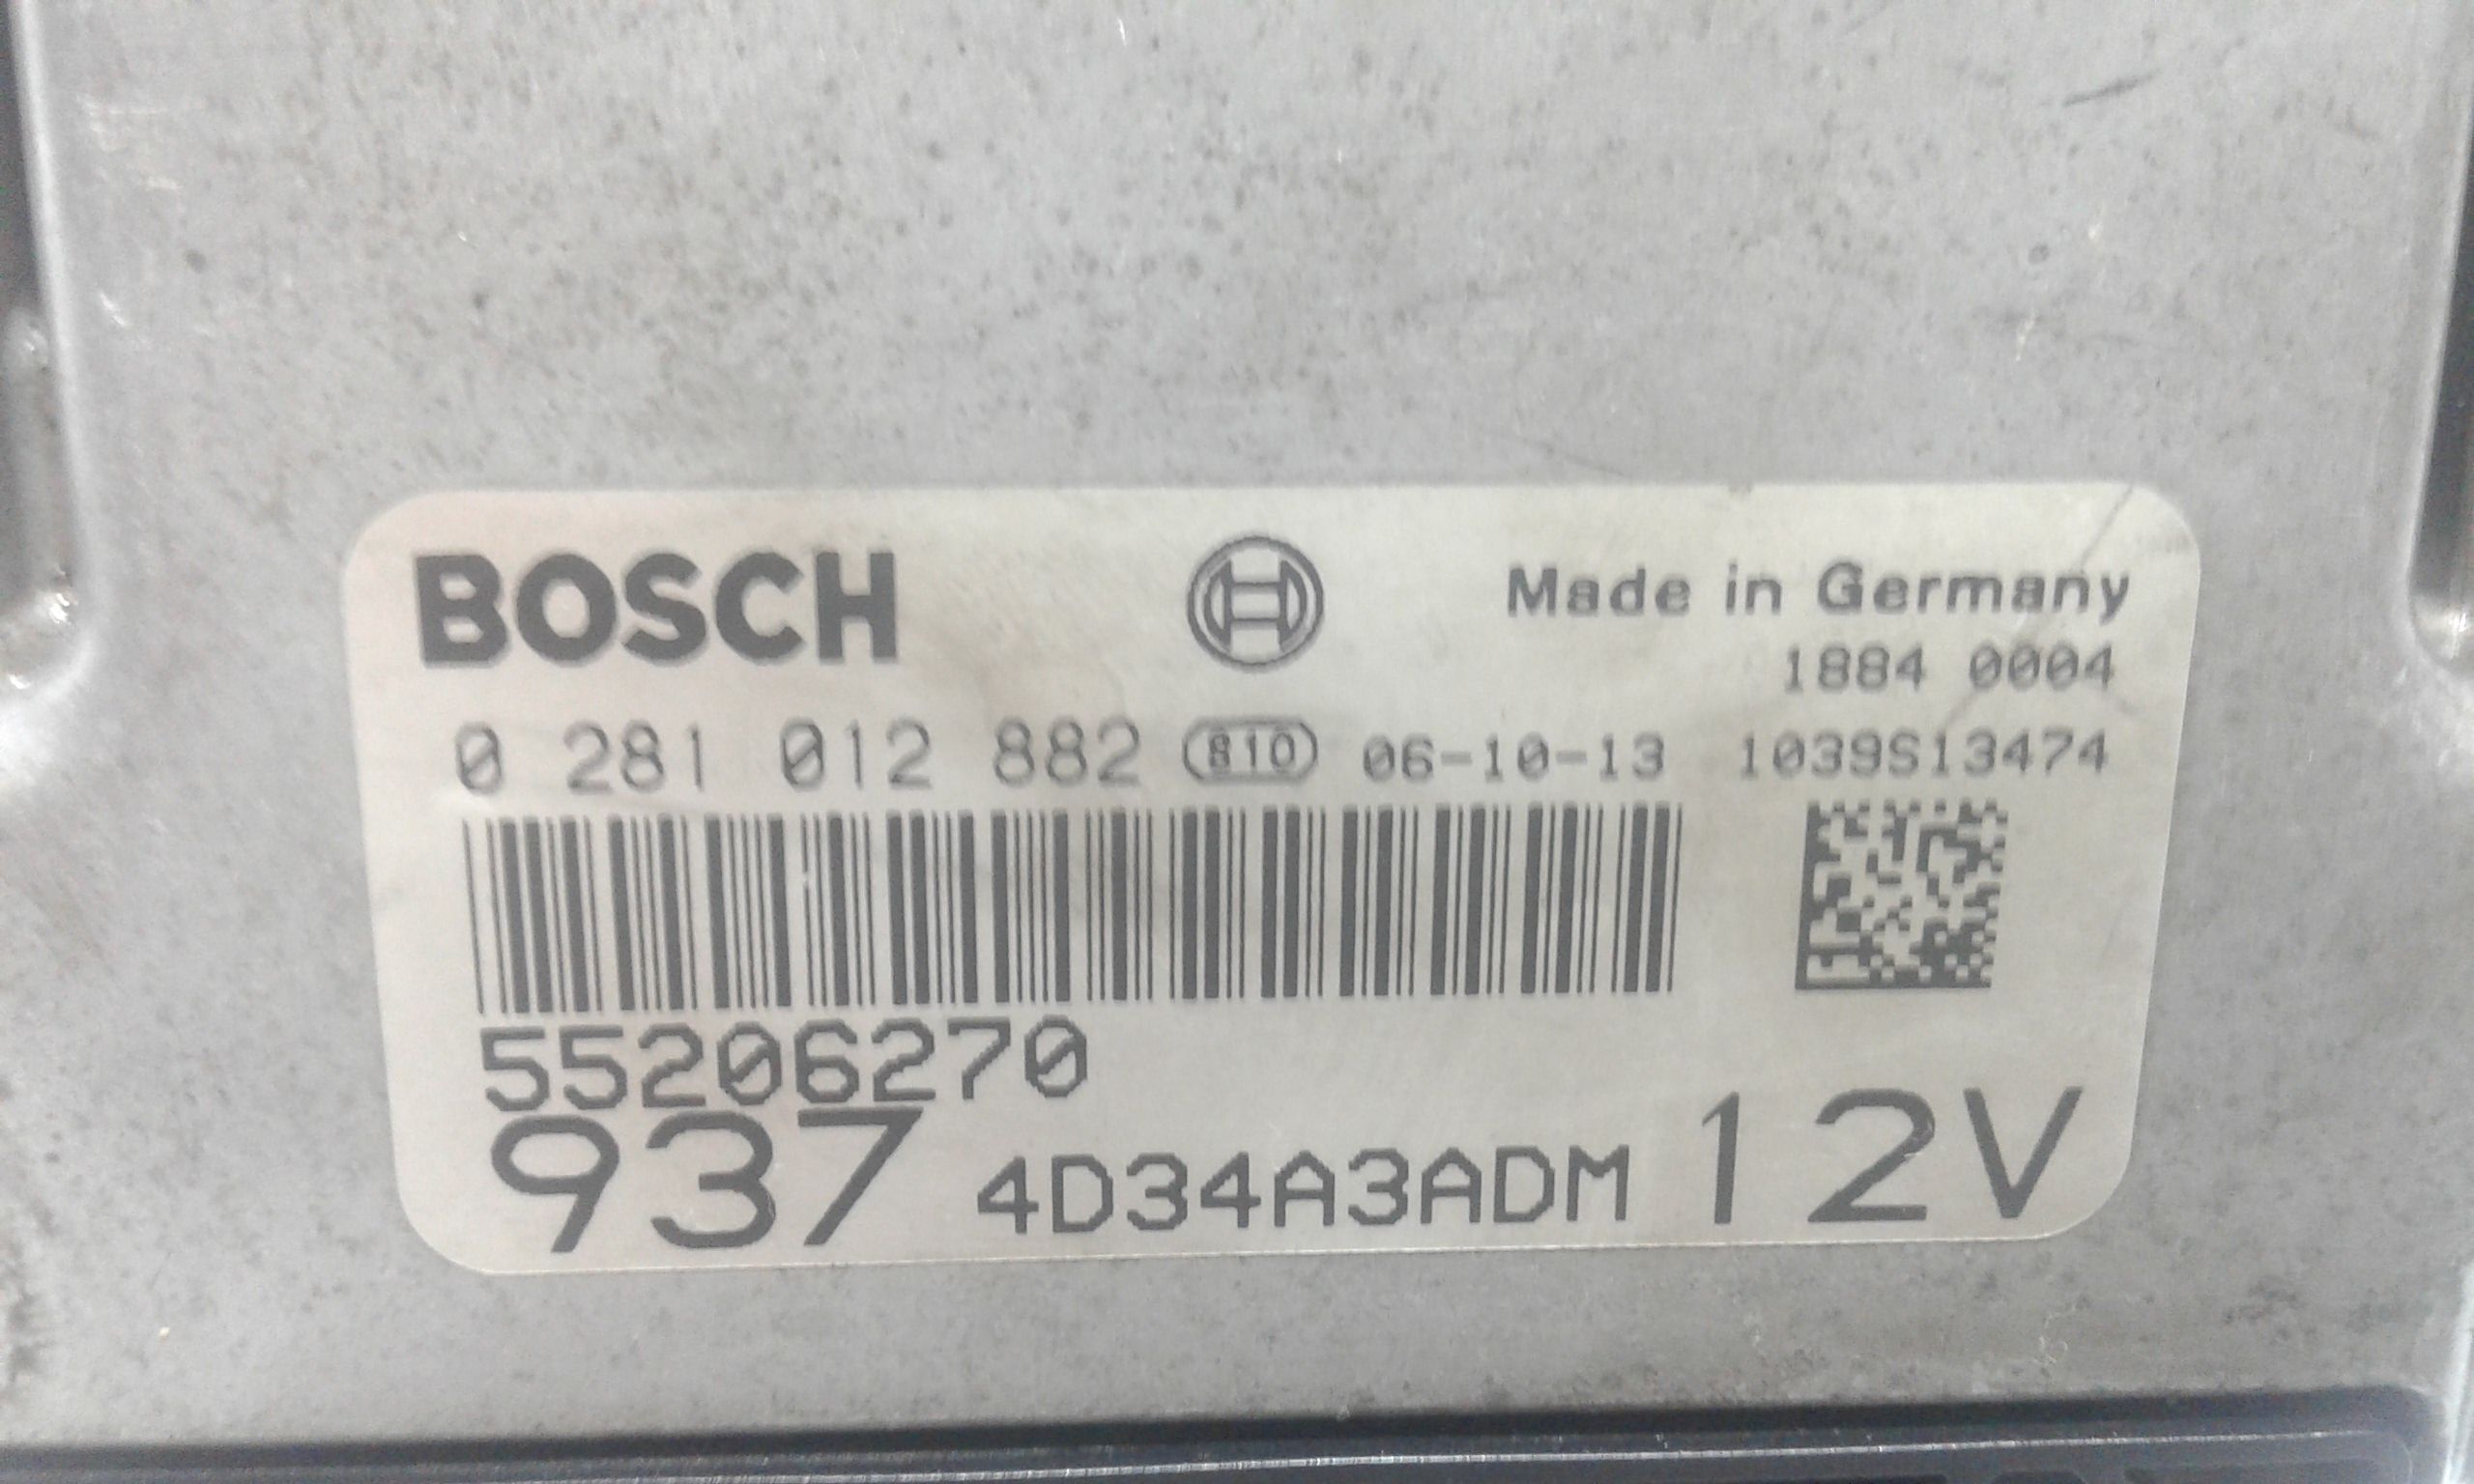 BOSCH Made in Germany
1884 0004
0 281 012 882 810 06-10-13 1039S13474
55206270
937 4D34A3ADM 12V